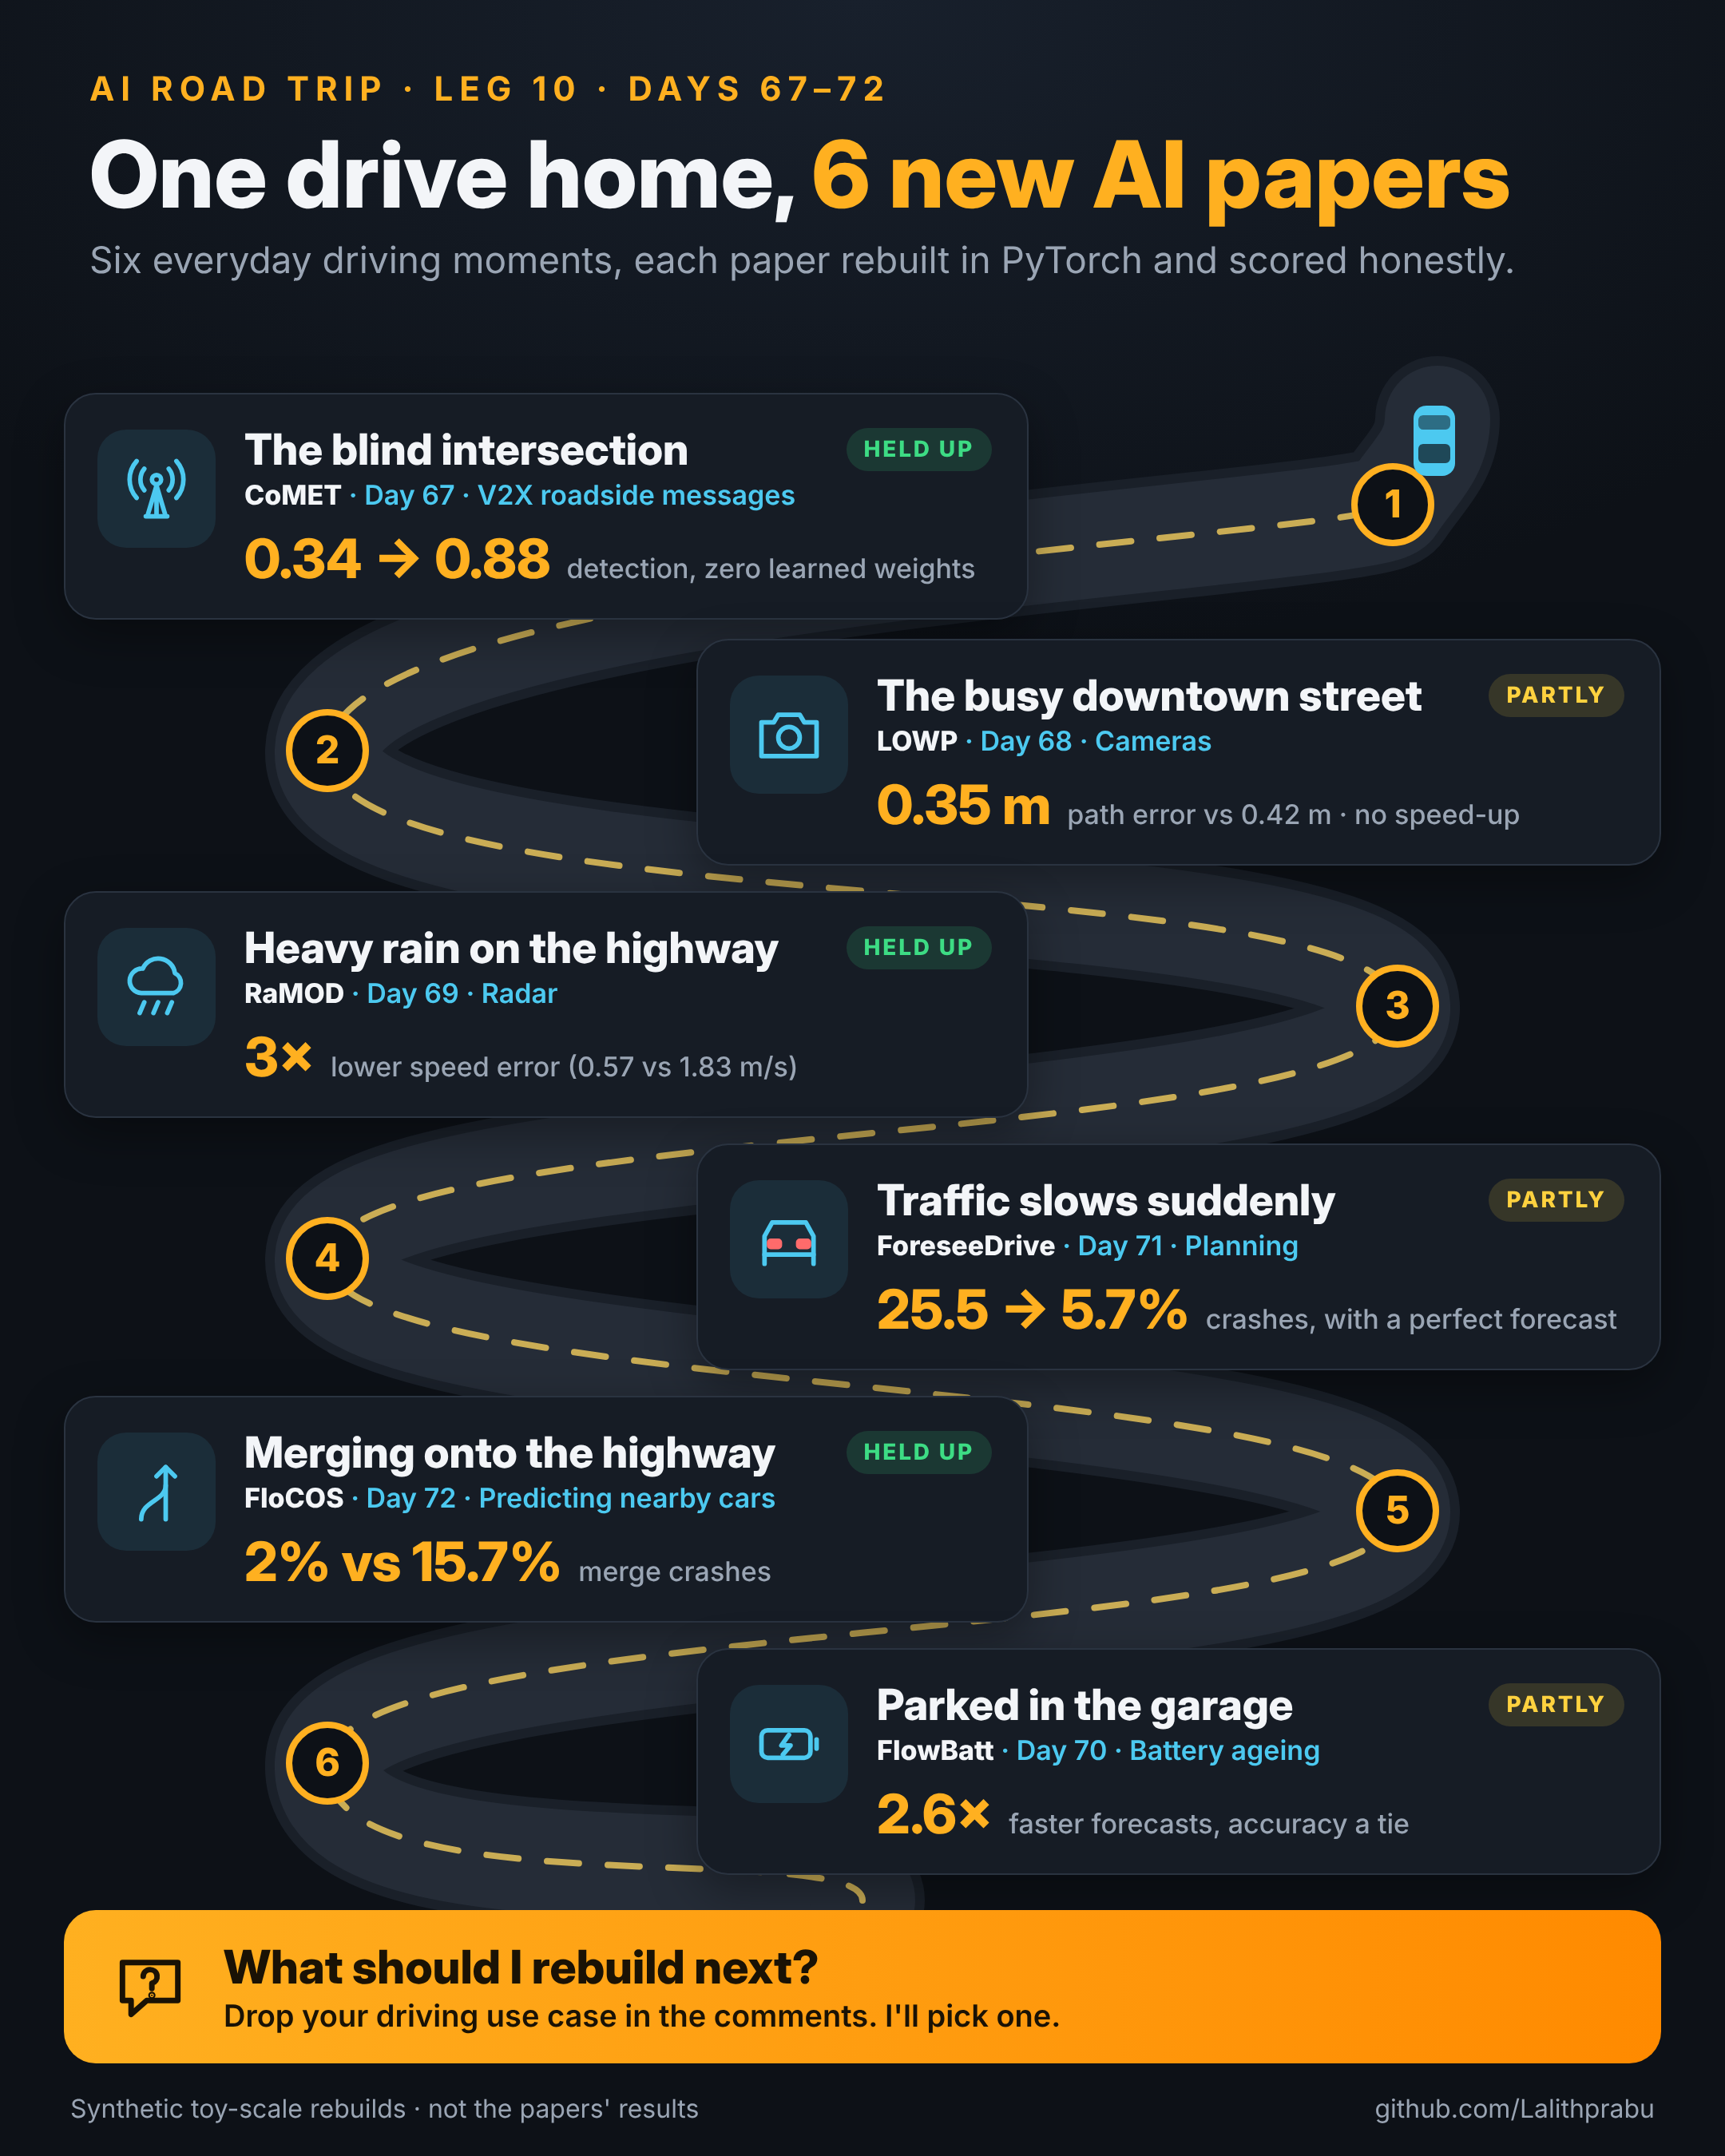 AI ROAD TRIP · LEG 10 · DAYS 67–72
One drive home, 6 new AI papers
Six everyday driving moments, each paper rebuilt in PyTorch and scored honestly.
The blind intersection HELD UP
CoMET · Day 67 · V2X roadside messages
0.34 → 0.88 detection, zero learned weights
1
2
The busy downtown street PARTLY
LOWP · Day 68 · Cameras
0.35 m path error vs 0.42 m · no speed-up
Heavy rain on the highway HELD UP
RaMOD · Day 69 · Radar
3× lower speed error (0.57 vs 1.83 m/s)
3
4
Traffic slows suddenly PARTLY
ForeseeDrive · Day 71 · Planning
25.5 → 5.7% crashes, with a perfect forecast
Merging onto the highway HELD UP
FloCOS · Day 72 · Predicting nearby cars
2% vs 15.7% merge crashes
5
6
Parked in the garage PARTLY
FlowBatt · Day 70 · Battery ageing
2.6× faster forecasts, accuracy a tie
?
What should I rebuild next?
Drop your driving use case in the comments. I'll pick one.
Synthetic toy-scale rebuilds · not the papers' results
github.com/Lalithprabu